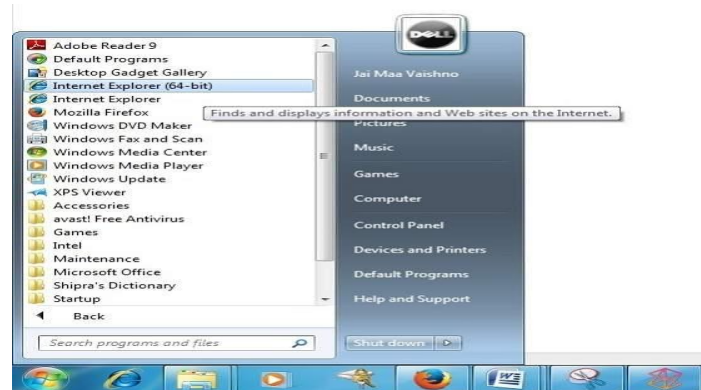 DELL
Adobe Reader 9
Default Programs
Desktop Gadget Gallery
Internet Explorer (64-bit)
Internet Explorer
Mozilla Firefox
Windows DVD Maker
Windows Fax and Scan
Windows Media Center
Windows Media Player
Windows Update
XPS Viewer
Accessories
avast! Free Antivirus
Games
Intel
Maintenance
Microsoft Office
Shipra's Dictionary
Startup
Back
Search programs and files
Finds and displays information and Web sites on the Internet.
Jai Maa Vaishno
Documents
Pictures
Music
Games
Computer
Control Panel
Devices and Printers
Default Programs
Help and Support
Shut down
W